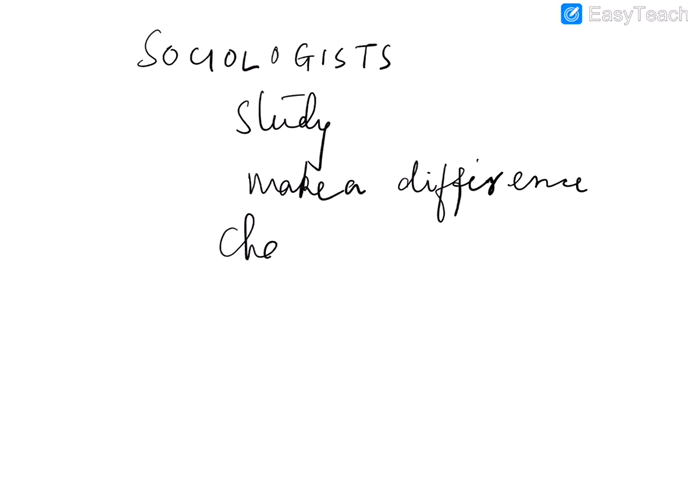 EasyTeach
SOCIOLOGISTS
study
make a difference
Che